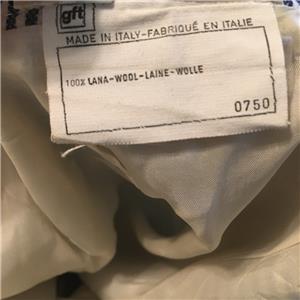 gft
MADE IN ITALY-FABRIQUÉ EN ITALIE
100% LANA-WOOL-LAINE-WOLLE
0750